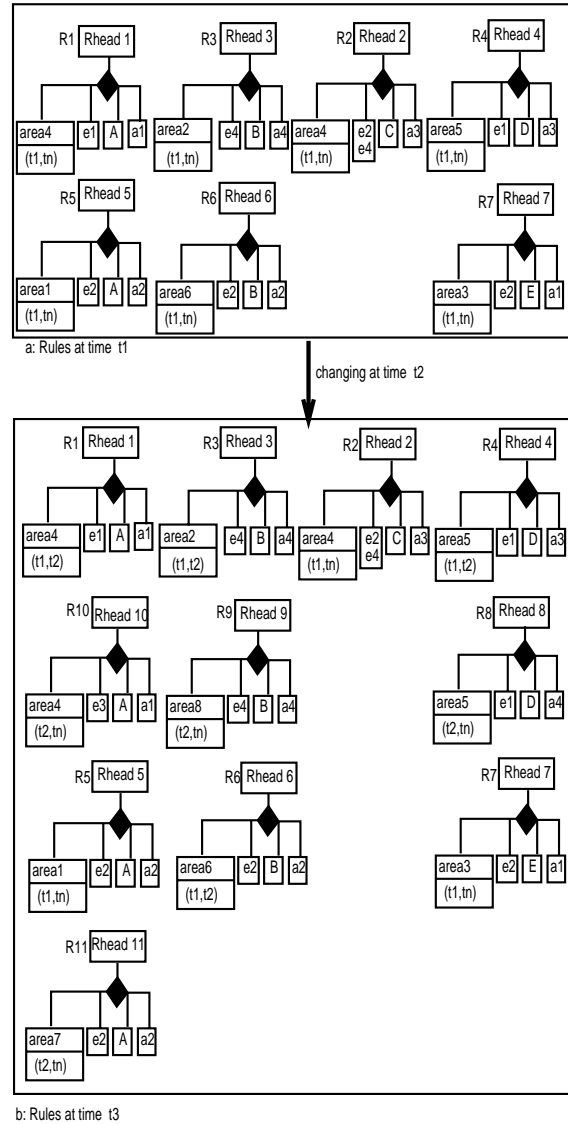 R1 Rhead 1 R3 Rhead 3 R2 Rhead 2 R4 Rhead 4
area4 e1 A a1 area2 e4 B a4 area4 e2 C a3 area5 e1 D a3
(t1,tn) (t1,tn) (t1,tn) e4 (t1,tn)
R5 Rhead 5 R6 Rhead 6 R7 Rhead 7
area1 e2 A a2 area6 e2 B a2 area3 e2 E a1
(t1,tn) (t1,tn) (t1,tn)
a: Rules at time t1
changing at time t2
R1 Rhead 1 R3 Rhead 3 R2 Rhead 2 R4 Rhead 4
area4 e1 A a1 area2 e4 B a4 area4 e2 C a3 area5 e1 D a3
(t1,t2) (t1,t2) (t1,tn) e4 (t1,t2)
R10 Rhead 10 R9 Rhead 9 R8 Rhead 8
area4 e3 A a1 area8 e4 B a4 area5 e1 D a4
(t2,tn) (t2,tn) (t2,tn)
R5 Rhead 5 R6 Rhead 6 R7 Rhead 7
area1 e2 A a2 area6 e2 B a2 area3 e2 E a1
(t1,tn) (t1,t2) (t1,tn)
R11 Rhead 11
area7 e2 A a2
(t2,tn)
b: Rules at time t3